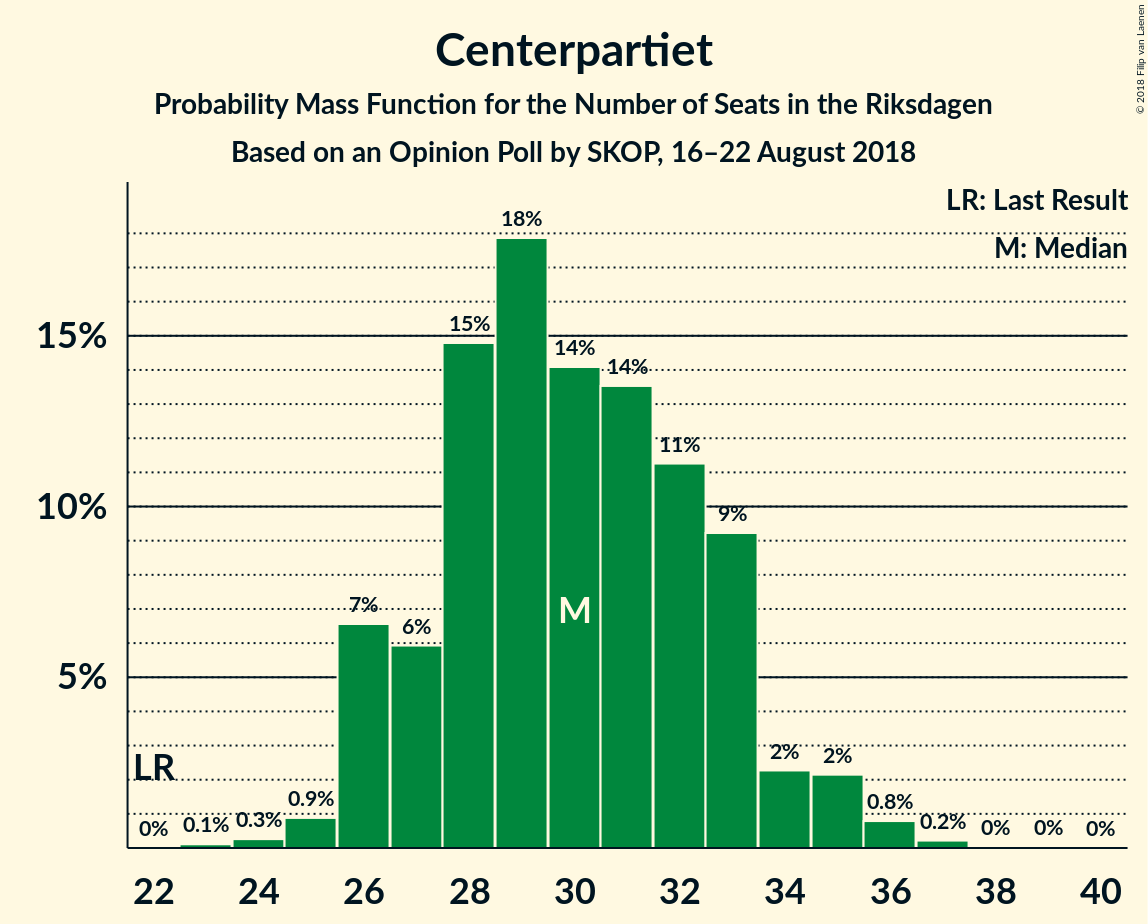 Centerpartiet
Probability Mass Function for the Number of Seats in the Riksdagen
Based on an Opinion Poll by SKOP, 16–22 August 2018
© 2018 Filip van Laenen
LR: Last Result
M: Median
15%
10%
5%
LR
0%
0.1%
0.3%
0.9%
7%
6%
15%
18%
14%
14%
11%
9%
2%
2%
0.8%
0.2%
0%
0%
0%
M
22 24 26 28 30 32 34 36 38 40